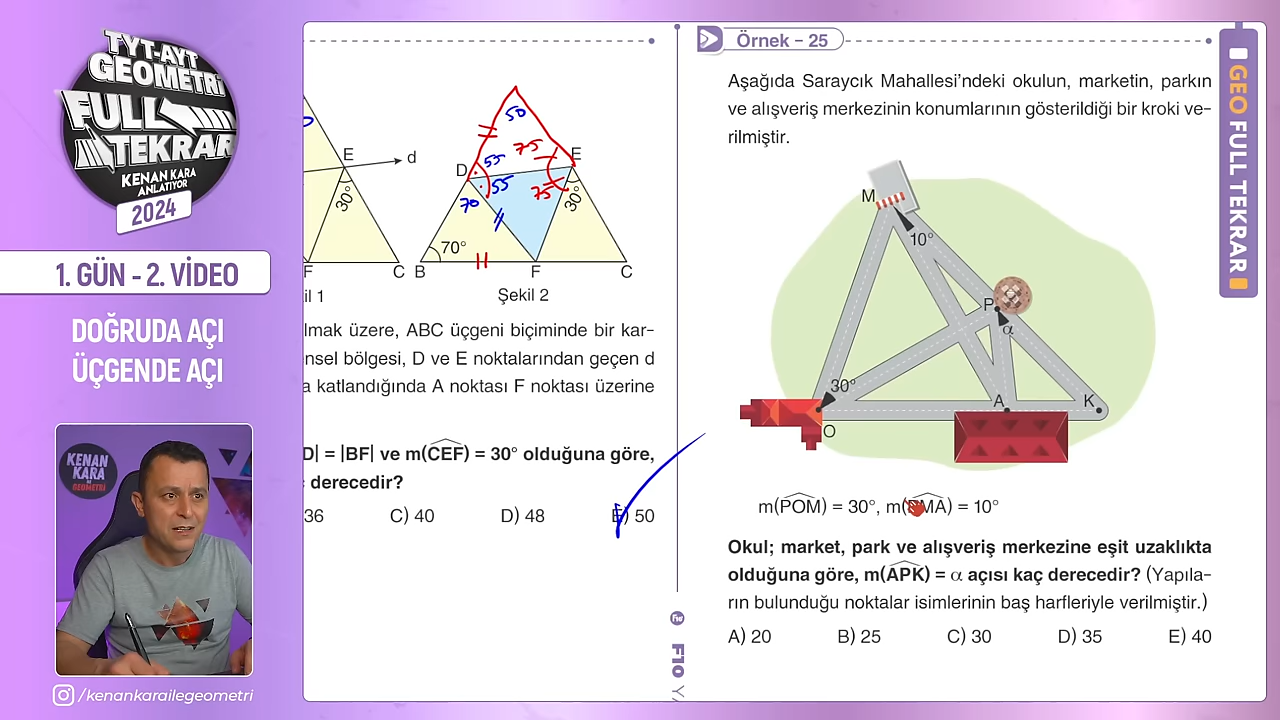 TYT-AYT
GEOMETRİ
FULL
TEKRAR
KENAN KARA
ANLATIYOR
2024
1. GÜN - 2. VİDEO
DOĞRUDA AÇI
ÜÇGENDE AÇI
KENAN
KARA
GEOMETRİ
/kenankarailegeometri
E
d
30°
F
C
il 1
50
D
55
75
E
55
75
70
70°
30°
B
F
C
Şekil 2
lmak üzere, ABC üçgeni biçiminde bir kar-
nsel bölgesi, D ve E noktalarından geçen d
a katlandığında A noktası F noktası üzerine
D| = |BF| ve m(CEF) = 30° olduğuna göre,
derecedir?
36 C) 40 D) 48 E) 50
Örnek – 25
Aşağıda Saraycık Mahallesi’ndeki okulun, marketin, parkın
ve alışveriş merkezinin konumlarının gösterildiği bir kroki ve-
rilmiştir.
M
10°
P
α
30°
A
K
O
m(POM) = 30°, m(PMA) = 10°
Okul; market, park ve alışveriş merkezine eşit uzaklıkta
olduğuna göre, m(APK) = α açısı kaç derecedir? (Yapıla-
rın bulunduğu noktalar isimlerinin baş harfleriyle verilmiştir.)
A) 20 B) 25 C) 30 D) 35 E) 40
GEO FULL TEKRAR
F10
F10 Y